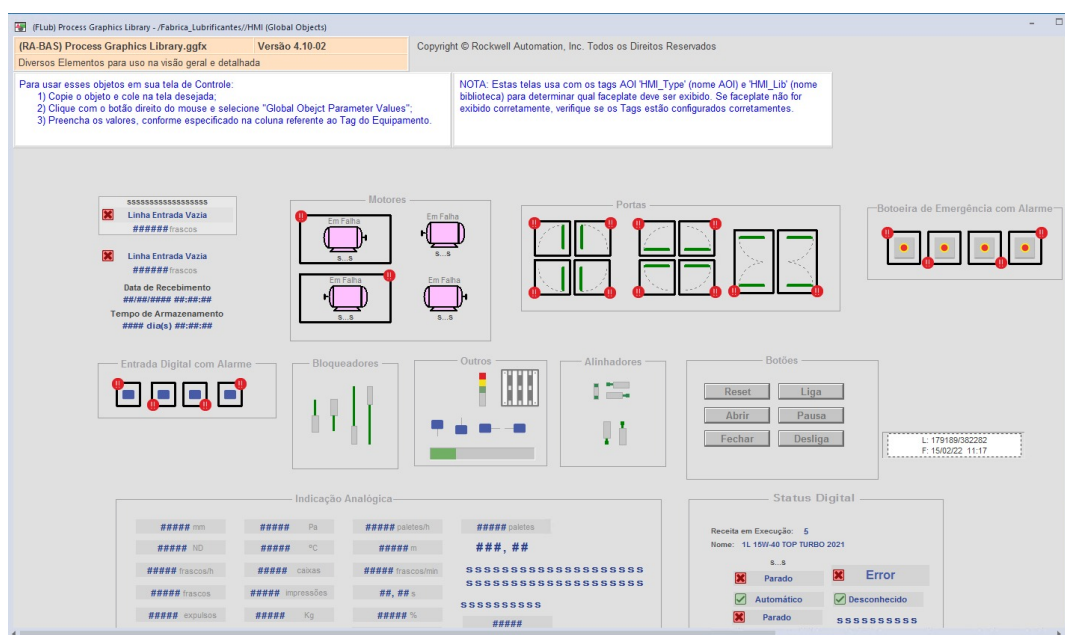 (FLub) Process Graphics Library - /Fabrica_Lubrificantes//HMI (Global Objects)
(RA-BAS) Process Graphics Library.ggfx Versão 4.10-02
Copyright © Rockwell Automation, Inc. Todos os Direitos Reservados
Diversos Elementos para uso na visão geral e detalhada
Para usar esses objetos em sua tela de Controle:
1) Copie o objeto e cole na tela desejada;
2) Clique com o botão direito do mouse e selecione "Global Obejct Parameter Values";
3) Preencha os valores, conforme especificado na coluna referente ao Tag do Equipamento.
NOTA: Estas telas usa com os tags AOI 'HMI_Type' (nome AOI) e 'HMI_Lib' (nome
biblioteca) para determinar qual faceplate deve ser exibido. Se faceplate não for
exibido corretamente, verifique se os Tags estão configurados corretamentes.
ssssssssssssssssss
Linha Entrada Vazia
######frascos
Linha Entrada Vazia
######frascos
Data de Recebimento
##/##/#### ##:##:##
Tempo de Armazenamento
#### dia(s) ##:##:##
Motores
Em Falha
S...S
Em Falha
S...S
Em Falha
S...S
Em Falha
S...S
Portas
Botoeira de Emergência com Alarme
Entrada Digital com Alarme
Bloqueadores
Outros
Alinhadores
Botões
Reset Liga
Abrir Pausa
Fechar Desliga
L: 179189/382282
F: 15/02/22 11:17
Indicação Analógica
##### mm ##### Pa ##### paletes/h ##### paletes
##### ND ##### ºC ##### m ###, ##
##### frascos/h ##### caixas ##### frascos/min SSSSSSSSSSSSSSSSSSSS
SSSSSSSSSSSSSSSSSSSS
##### frascos ##### impressões ##, ## s
SSSSSSSSSS
##### expulsos ##### Kg ##### %
#####
Status Digital
Receita em Execução: 5
Nome: 1L 15W-40 TOP TURBO 2021
S...S
Parado Error
Automático Desconhecido
Parado SSSSSSSSSS